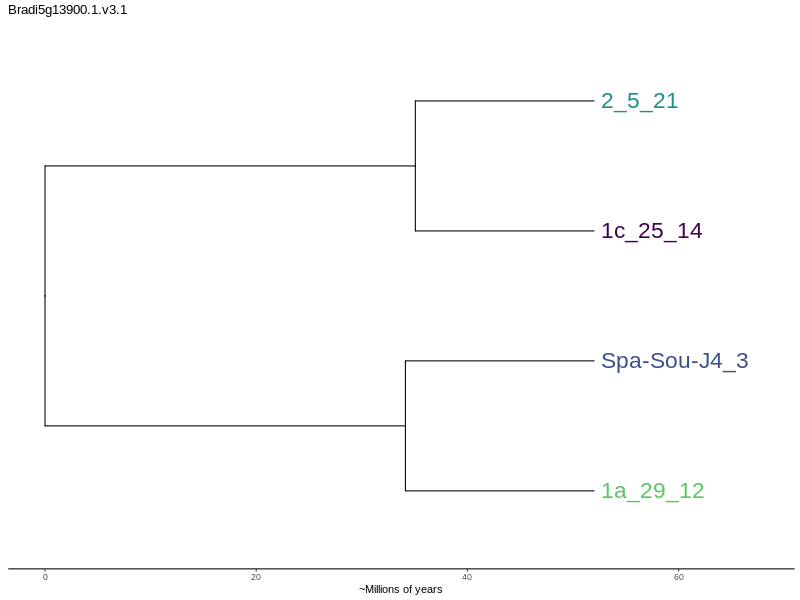 Bradi5g13900.1.v3.1
2_5_21
1c_25_14
Spa-Sou-J4_3
1a_29_12
0 20 40 60
~Millions of years